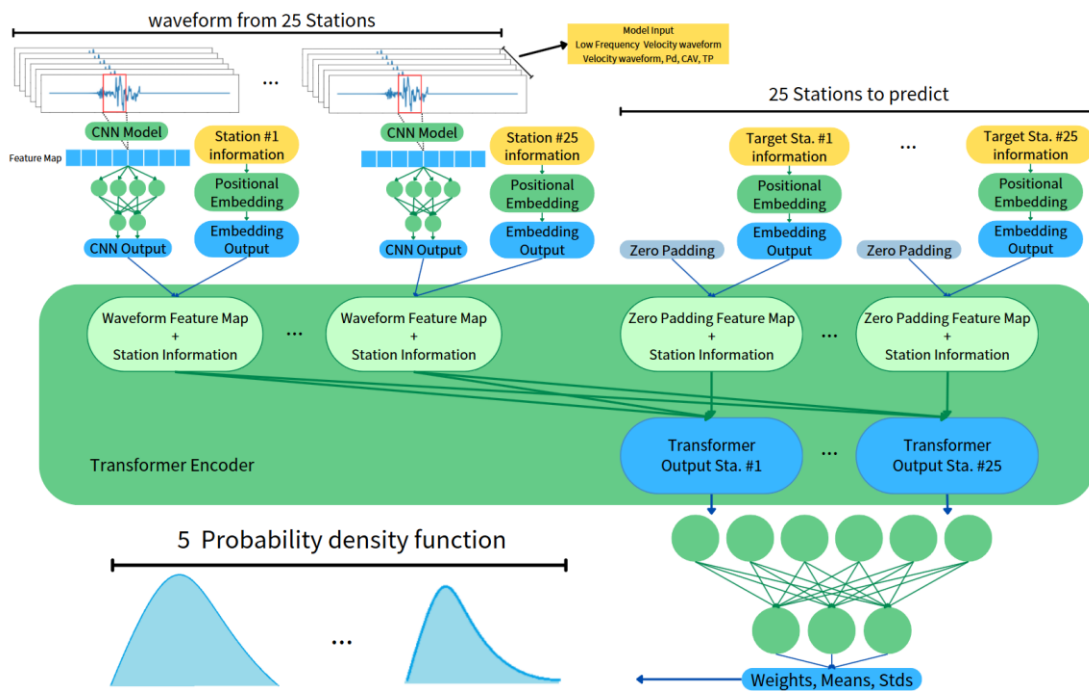 waveform from 25 Stations
Model Input
Low Frequency Velocity waveform
Velocity waveform, Pd, CAV, TP
...
25 Stations to predict
CNN Model
Station #1
information
CNN Model
Station #25
information
Target Sta. #1
information
...
Target Sta. #25
information
Feature Map
Positional
Embedding
Positional
Embedding
Positional
Embedding
Positional
Embedding
CNN Output
Embedding
Output
CNN Output
Embedding
Output
Zero Padding
Embedding
Output
Zero Padding
Embedding
Output
Waveform Feature Map
+
Station Information
...
Waveform Feature Map
+
Station Information
Zero Padding Feature Map
+
Station Information
...
Zero Padding Feature Map
+
Station Information
Transformer Encoder
Transformer
Output Sta. #1
...
Transformer
Output Sta. #25
5 Probability density function
...
Weights, Means, Stds